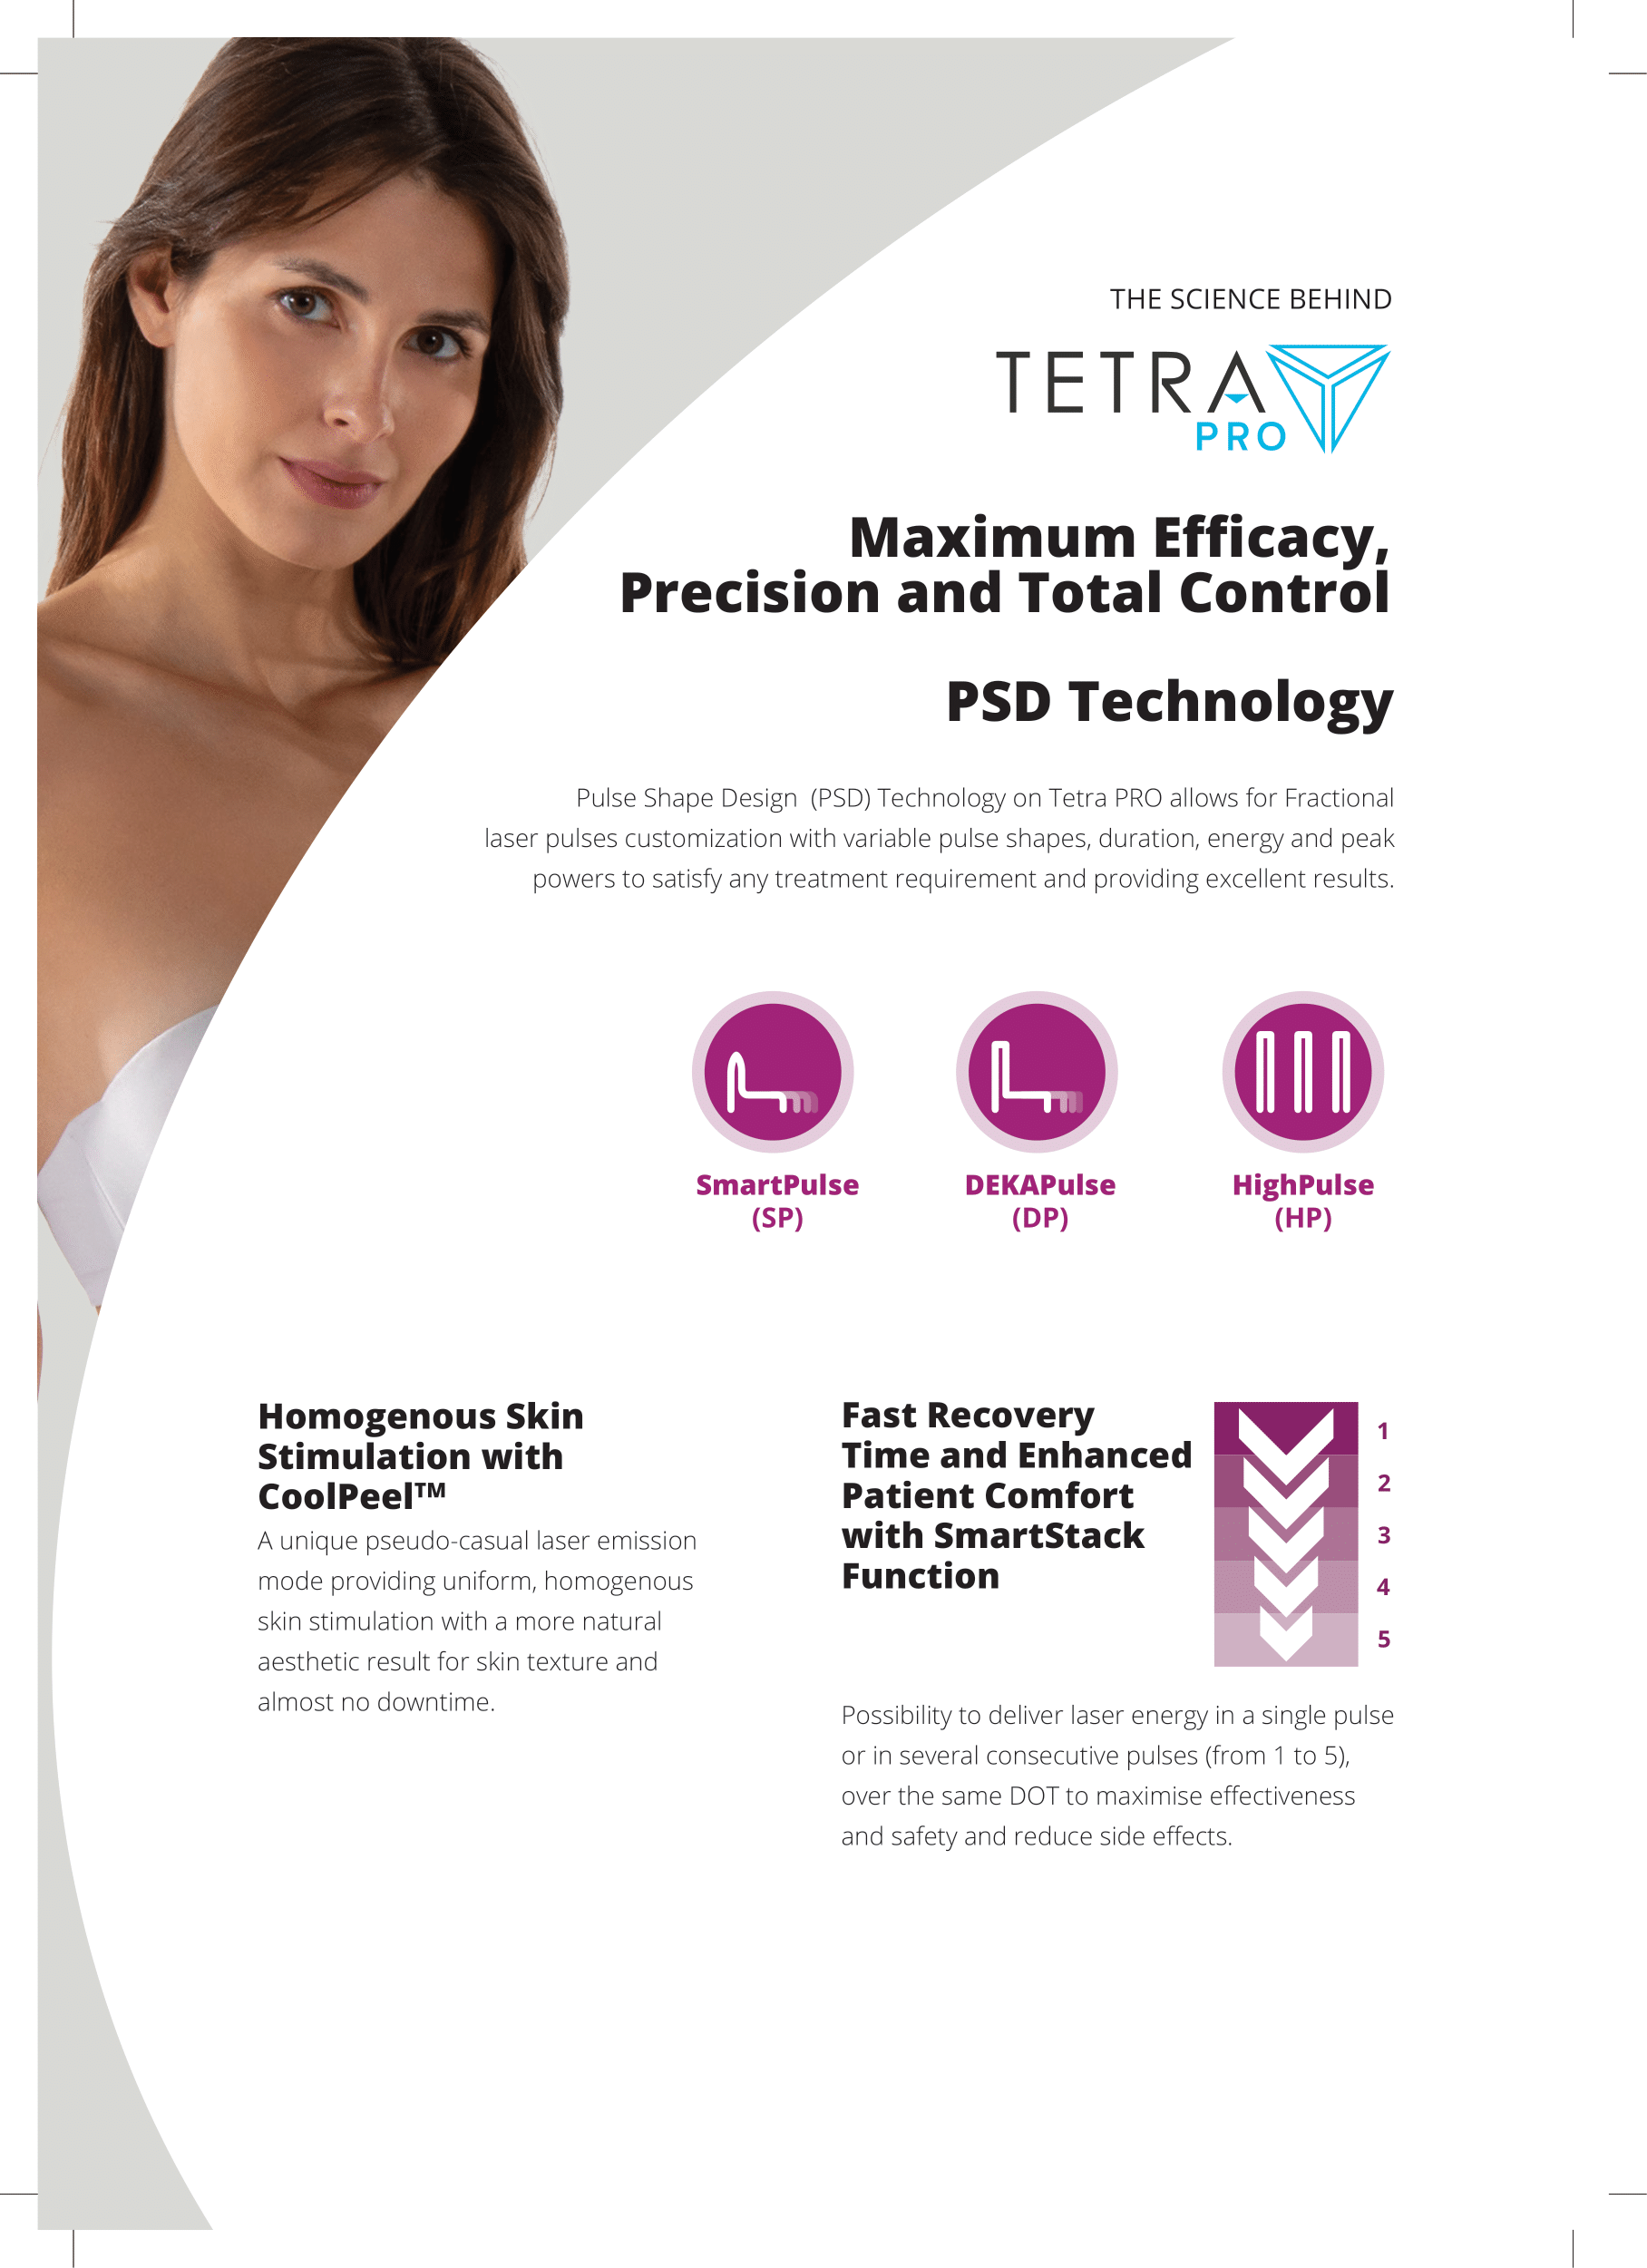 THE SCIENCE BEHIND
TETRA
PRO
Maximum Efficacy,
Precision and Total Control
PSD Technology
Pulse Shape Design (PSD) Technology on Tetra PRO allows for Fractional
laser pulses customization with variable pulse shapes, duration, energy and peak
powers to satisfy any treatment requirement and providing excellent results.
SmartPulse
(SP)
DEKAPulse
(DP)
HighPulse
(HP)
Homogenous Skin
Stimulation with
CoolPeel™
A unique pseudo-casual laser emission
mode providing uniform, homogenous
skin stimulation with a more natural
aesthetic result for skin texture and
almost no downtime.
Fast Recovery
Time and Enhanced
Patient Comfort
with SmartStack
Function
1
2
3
4
5
Possibility to deliver laser energy in a single pulse
or in several consecutive pulses (from 1 to 5),
over the same DOT to maximise effectiveness
and safety and reduce side effects.